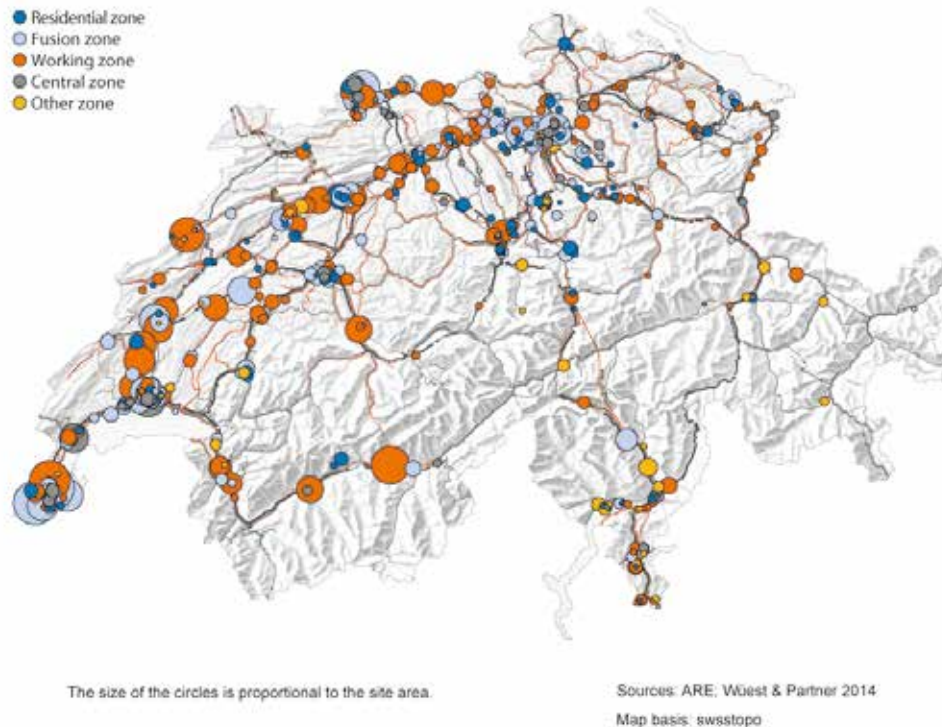 Residential zone
Fusion zone
Working zone
Central zone
Other zone
The size of the circles is proportional to the site area.
Sources: ARE; Wüest & Partner 2014
Map basis: swsstopo